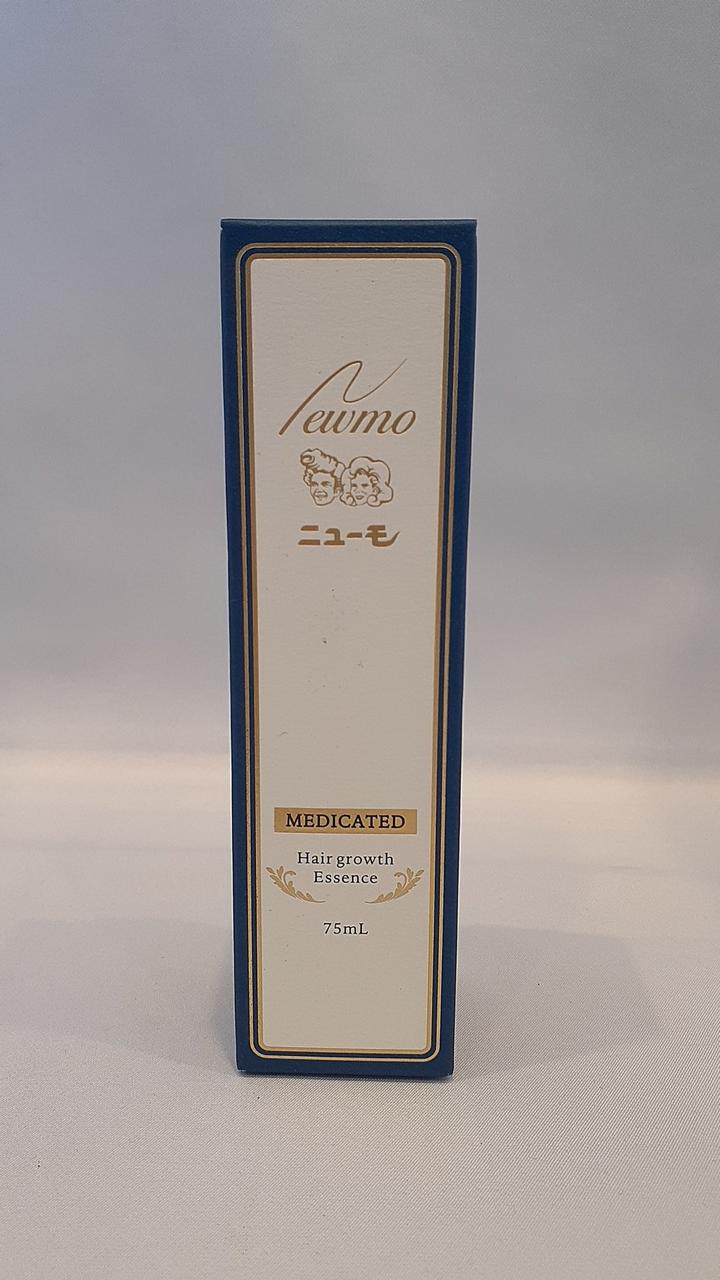 Newmo
ニューモ
MEDICATED
Hair growth
Essence
75mL